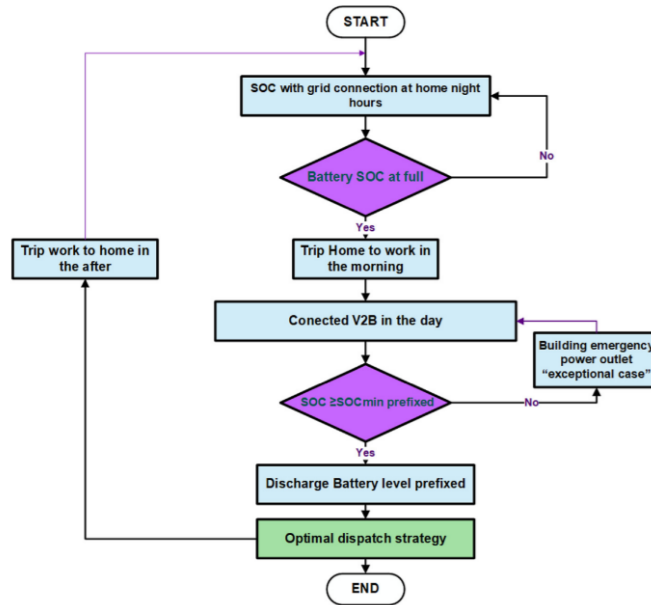 START
SOC with grid connection at home night
hours
No
Battery SOC at full
Yes
Trip work to home in
the after
Trip Home to work in
the morning
Conected V2B in the day
Building emergency
power outlet
“exceptional case”
SOC ≥SOCmin prefixed
No
Yes
Discharge Battery level prefixed
Optimal dispatch strategy
END